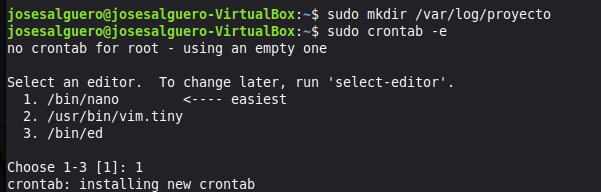 josesalguero@josesalguero-VirtualBox:~$ sudo mkdir /var/log/proyecto
josesalguero@josesalguero-VirtualBox:~$ sudo crontab -e
no crontab for root - using an empty one

Select an editor.  To change later, run 'select-editor'.
  1. /bin/nano        <---- easiest
  2. /usr/bin/vim.tiny
  3. /bin/ed

Choose 1-3 [1]: 1
crontab: installing new crontab